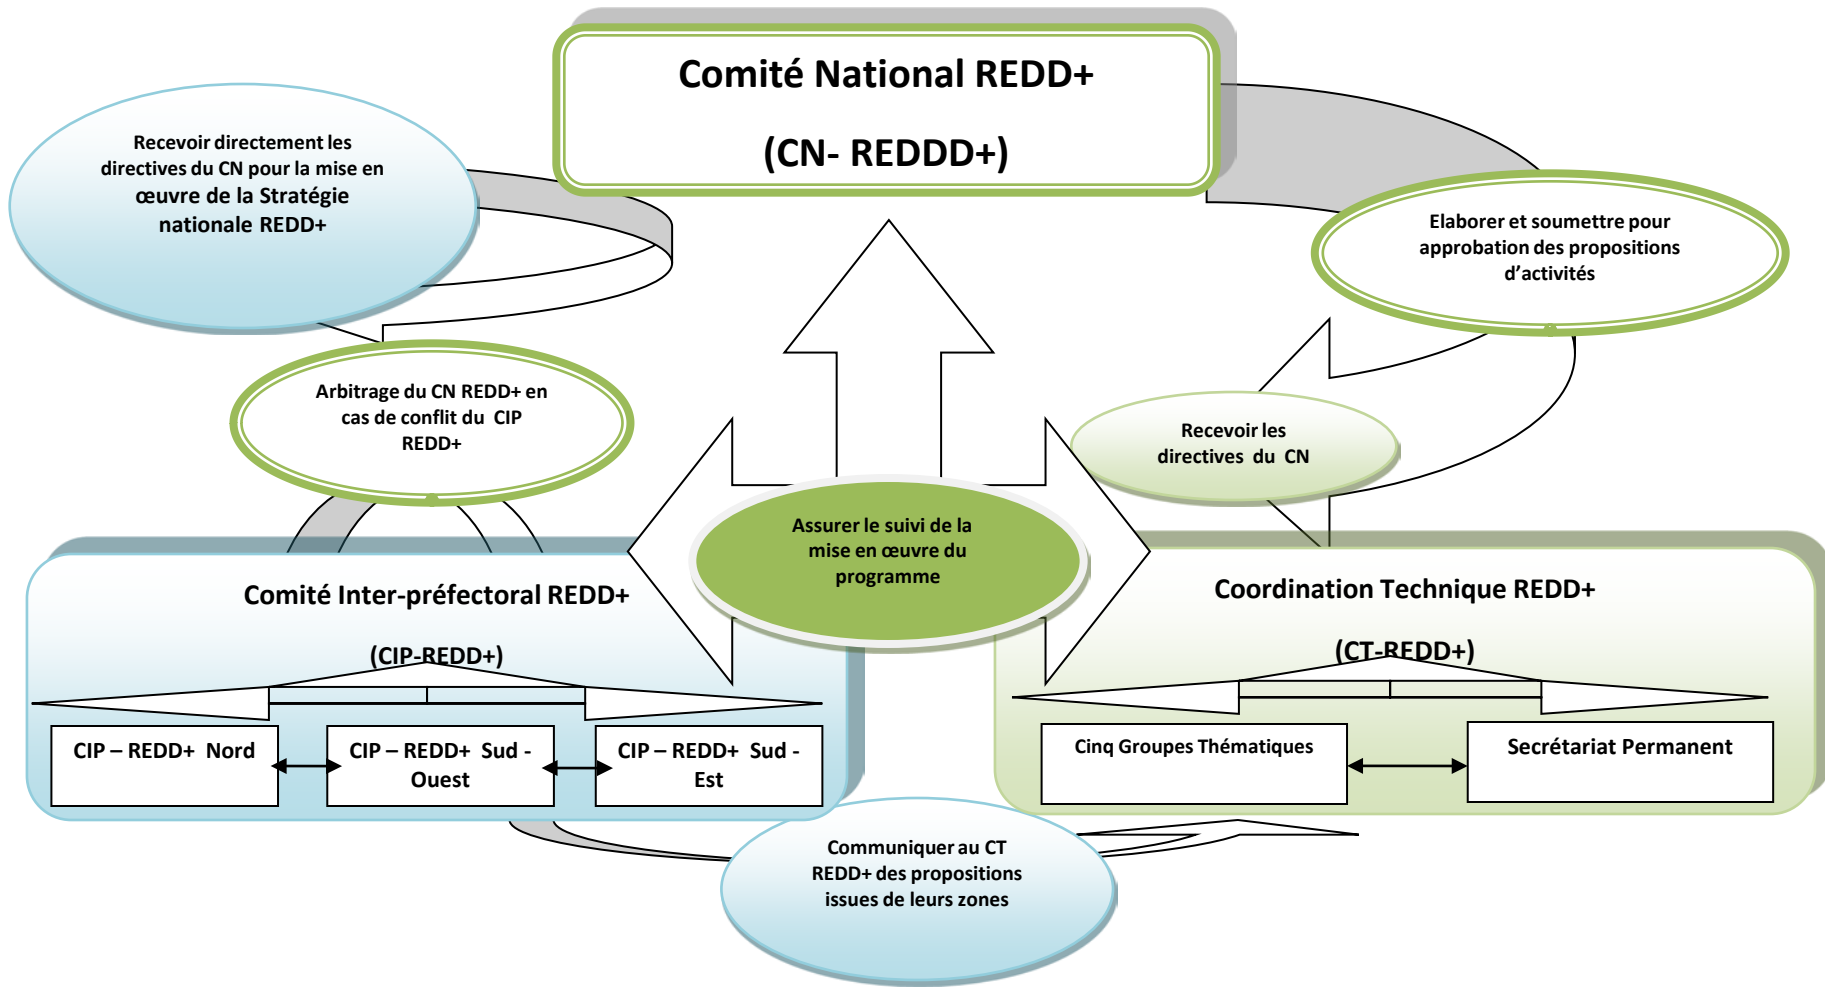 Comité National REDD+
(CN- REDDD+)
Recevoir directement les
directives du CN pour la mise en
œuvre de la Stratégie
nationale REDD+
Elaborer et soumettre pour
approbation des propositions
d’activités
Arbitrage du CN REDD+ en
cas de conflit du CIP
REDD+
Recevoir les
directives du CN
Assurer le suivi de la
mise en œuvre du
programme
Comité Inter-préfectoral REDD+
(CIP-REDD+)
CIP – REDD+ Nord
CIP – REDD+ Sud -
Ouest
CIP – REDD+ Sud -
Est
Coordination Technique REDD+
(CT-REDD+)
Cinq Groupes Thématiques
Secrétariat Permanent
Communiquer au CT
REDD+ des propositions
issues de leurs zones